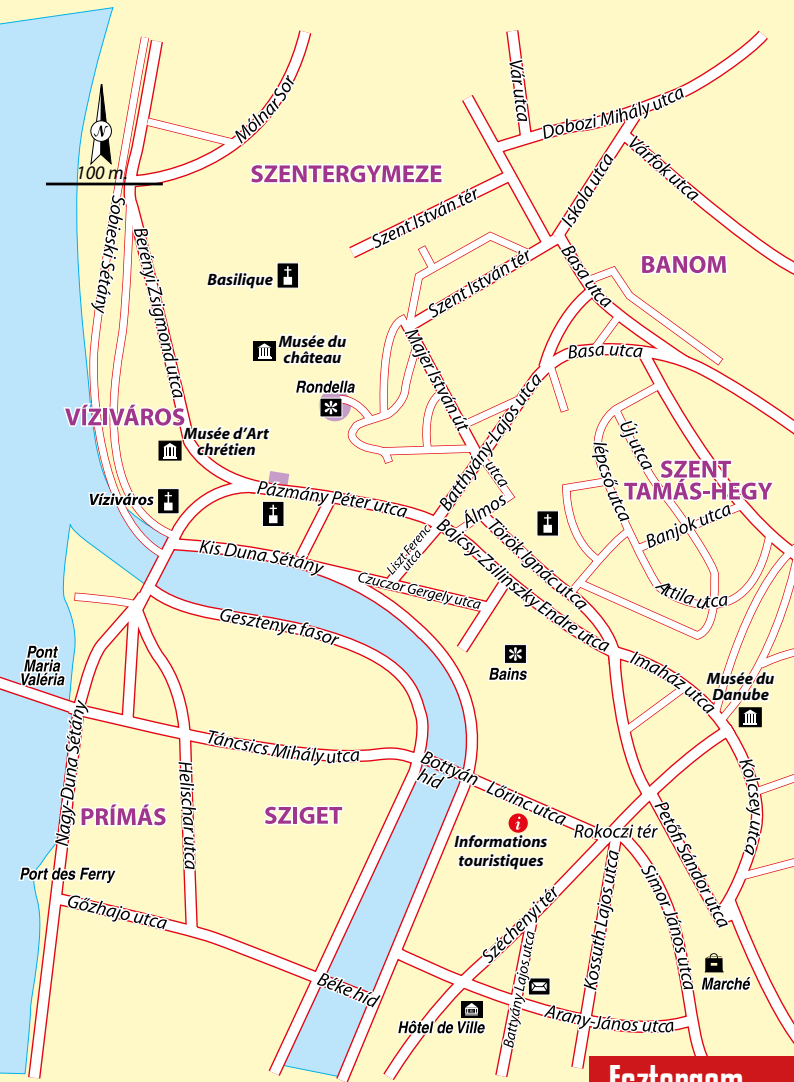 Vár utca
Dobozi Mihály utca
Mólnar Sor
N
100 m.
SZENTERGYMEZE
Várfok utca
Iskola utca
Szent István tér
Sobieski Sétány
Berényi Zsigmond utca
Basilique
Szent István tér
Basa utca
BANOM
Musée du
château
Majer István út
Basa utca
Rondella
VÍZIVÁROS
Musée d'Art
chrétien
Batthyány-Lajos utca
utca
Új utca
lépcső utca
SZENT
TAMÁS-HEGY
Víziváros
Pázmány Péter utca
Álmos
Banjok utca
Kis Duna Sétány
Liszt Ferenc
utca
Bajcsy-Zsilinszky Endre utca
Török Ignác utca
Czuczor Gergely utca
Attila utca
Gesztenye fasor
Pont
Maria
Valéria
Bains
Imaház utca
Musée du
Danube
Nagy-Duna Sétány
Táncsics Mihály utca
Helischar utca
Bottyán
híd
Lórinc utca
Kolcsey utca
PRÍMÁS
SZIGET
Informations
touristiques
Rokoczi tér
Petőfi Sándor utca
Port des Ferry
Gőzhajo utca
Széchenyi tér
Kossuth Lajos utca
Simor János utca
Battyány Lajos utca
Marché
Béke híd
Hôtel de Ville
Arany-János utca
Esztergom